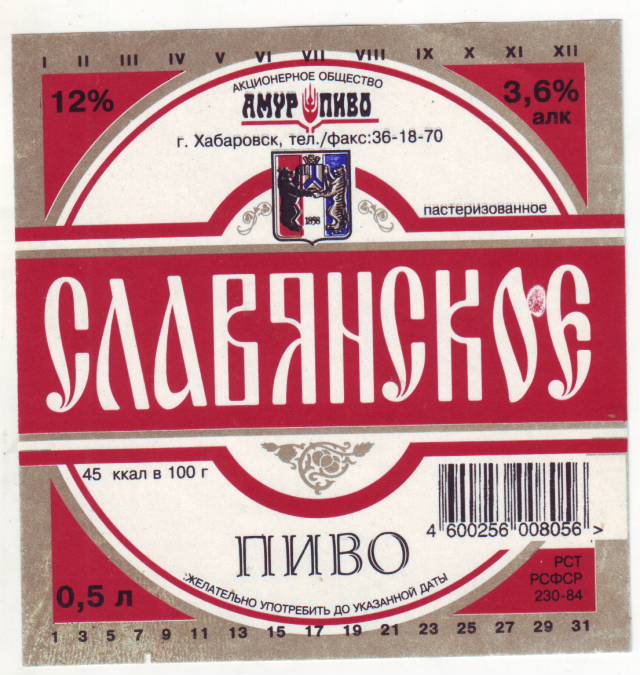 I II III IV V VI VII VIII IX X XI XII
12%
АКЦИОНЕРНОЕ ОБЩЕСТВО
АМУР ПИВО
3,6%
алк
г. Хабаровск, тел./факс:36-18-70
1858
пастеризованное
СЛАВЯНСКОЕ
45 ккал в 100 г
4 600256 008056 >
ПИВО
ЖЕЛАТЕЛЬНО УПОТРЕБИТЬ ДО УКАЗАННОЙ ДАТЫ
0,5 л
РСТ
РСФСР
230-84
1 3 5 7 9 11 13 15 17 19 21 23 25 27 29 31